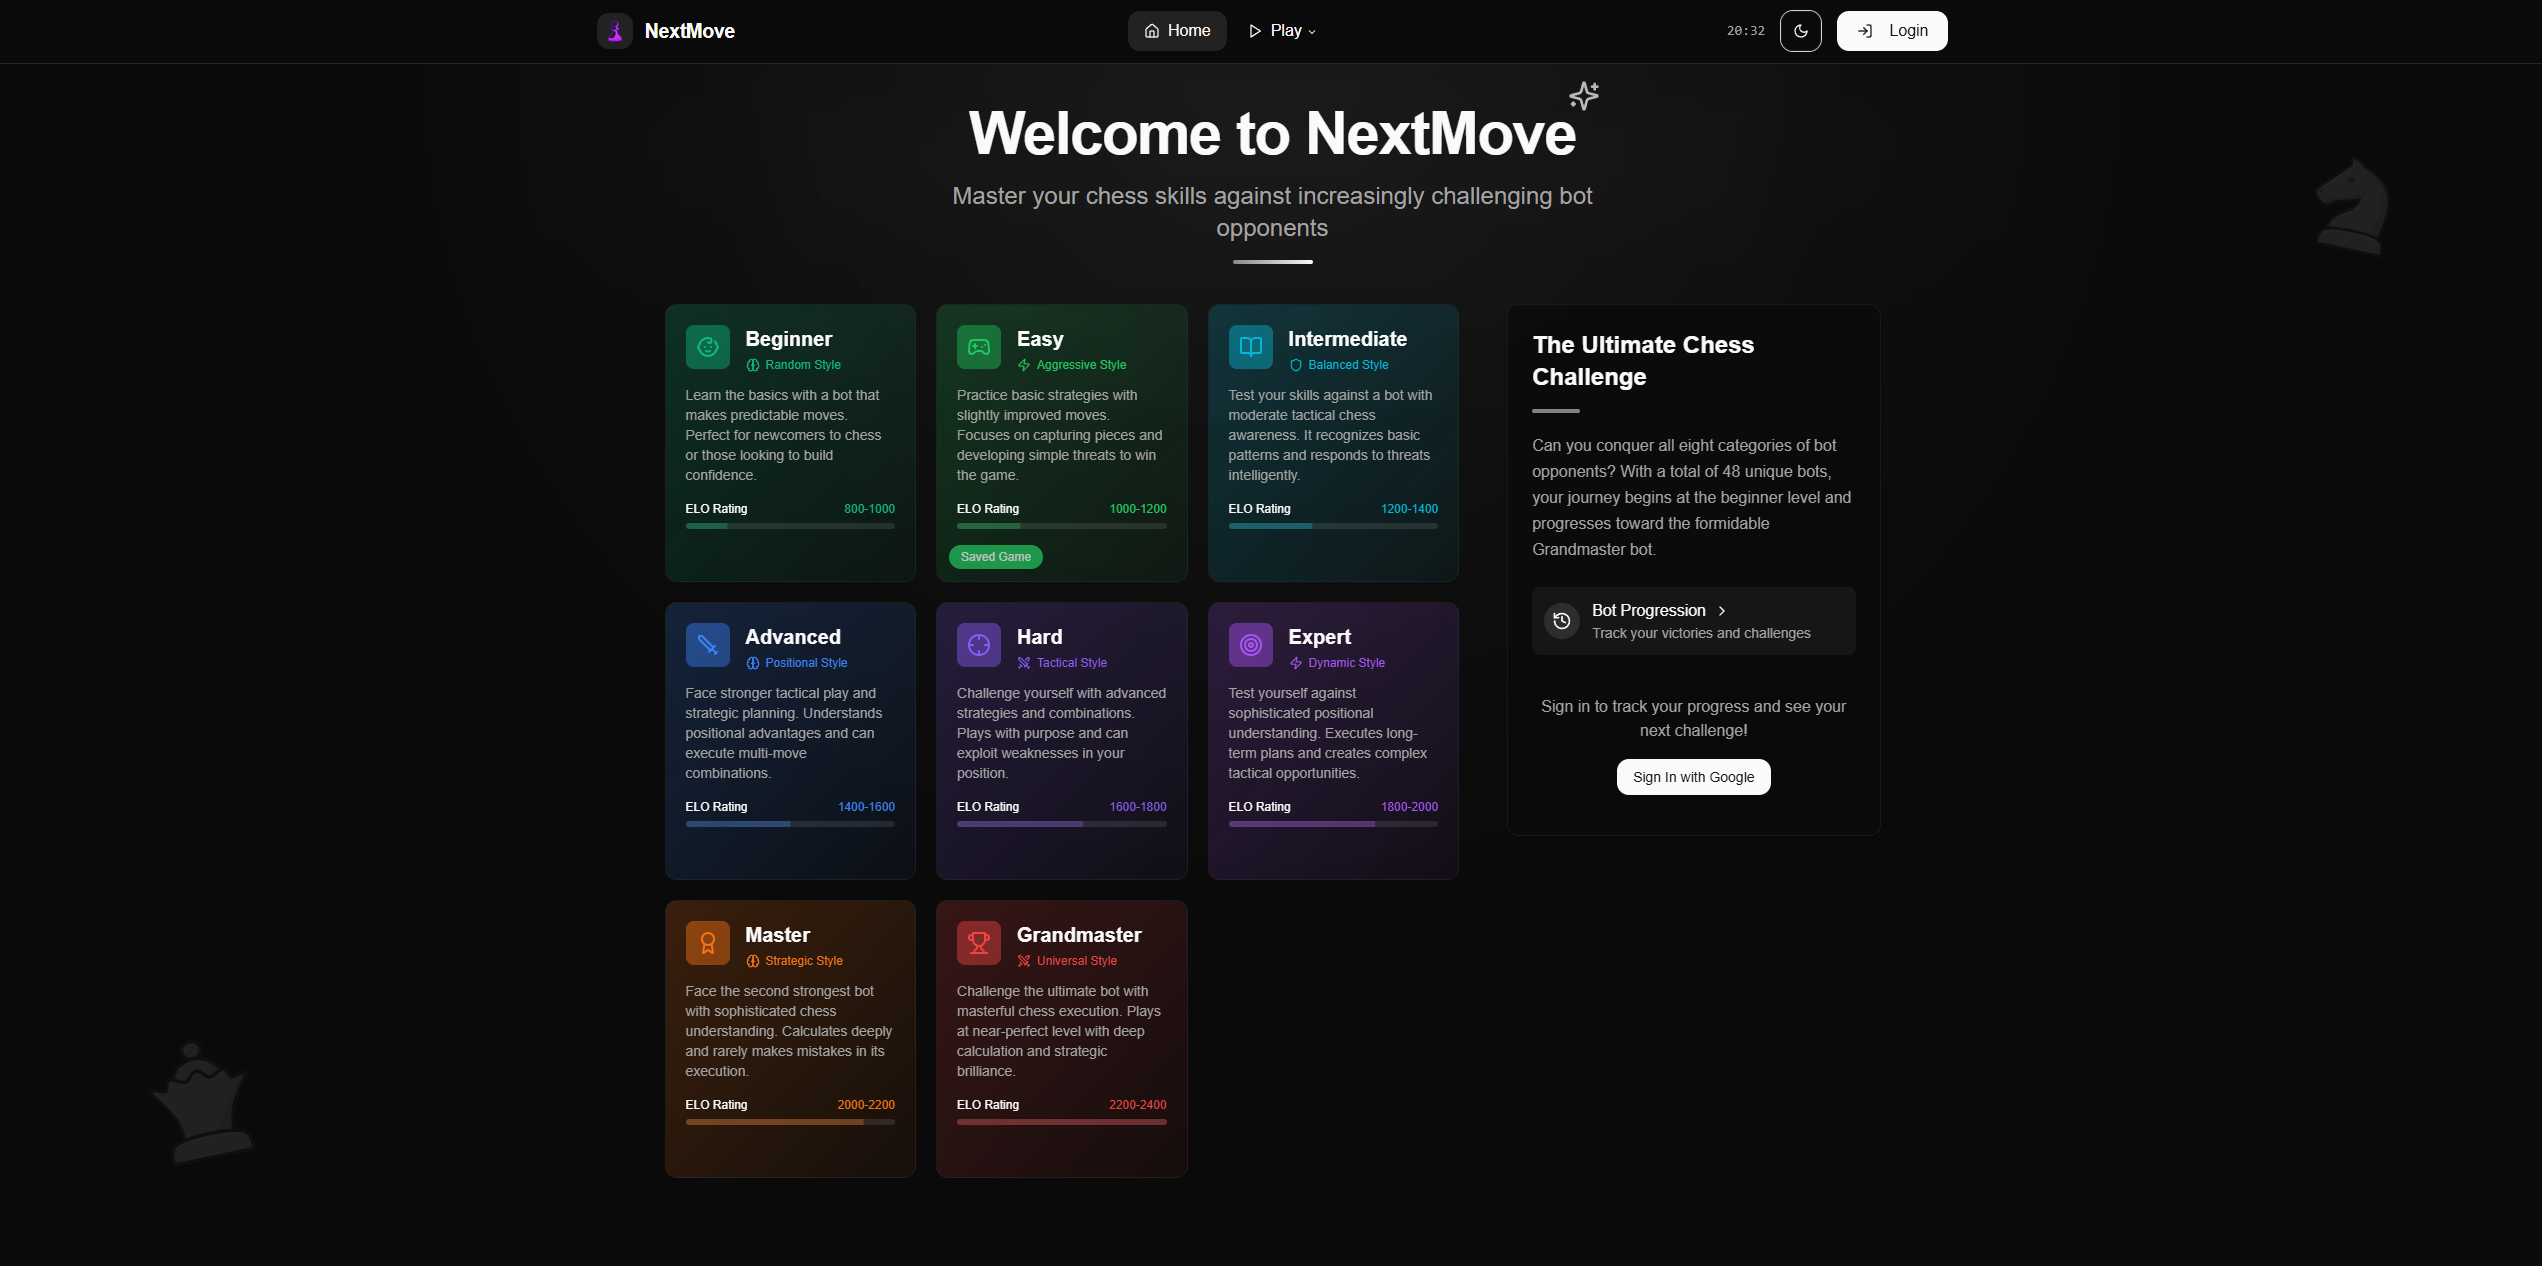 NextMove
Home
Play
20:32
Login
Welcome to NextMove
Master your chess skills against increasingly challenging bot
opponents
Beginner
Random Style
Learn the basics with a bot that
makes predictable moves.
Perfect for newcomers to chess
or those looking to build
confidence.
ELO Rating 800-1000
Easy
Aggressive Style
Practice basic strategies with
slightly improved moves.
Focuses on capturing pieces and
developing simple threats to win
the game.
ELO Rating 1000-1200
Saved Game
Intermediate
Balanced Style
Test your skills against a bot with
moderate tactical chess
awareness. It recognizes basic
patterns and responds to threats
intelligently.
ELO Rating 1200-1400
Advanced
Positional Style
Face stronger tactical play and
strategic planning. Understands
positional advantages and can
execute multi-move
combinations.
ELO Rating 1400-1600
Hard
Tactical Style
Challenge yourself with advanced
strategies and combinations.
Plays with purpose and can
exploit weaknesses in your
position.
ELO Rating 1600-1800
Expert
Dynamic Style
Test yourself against
sophisticated positional
understanding. Executes long-
term plans and creates complex
tactical opportunities.
ELO Rating 1800-2000
Master
Strategic Style
Face the second strongest bot
with sophisticated chess
understanding. Calculates deeply
and rarely makes mistakes in its
execution.
ELO Rating 2000-2200
Grandmaster
Universal Style
Challenge the ultimate bot with
masterful chess execution. Plays
at near-perfect level with deep
calculation and strategic
brilliance.
ELO Rating 2200-2400
The Ultimate Chess
Challenge
Can you conquer all eight categories of bot
opponents? With a total of 48 unique bots,
your journey begins at the beginner level and
progresses toward the formidable
Grandmaster bot.
Bot Progression
Track your victories and challenges
Sign in to track your progress and see your
next challenge!
Sign In with Google